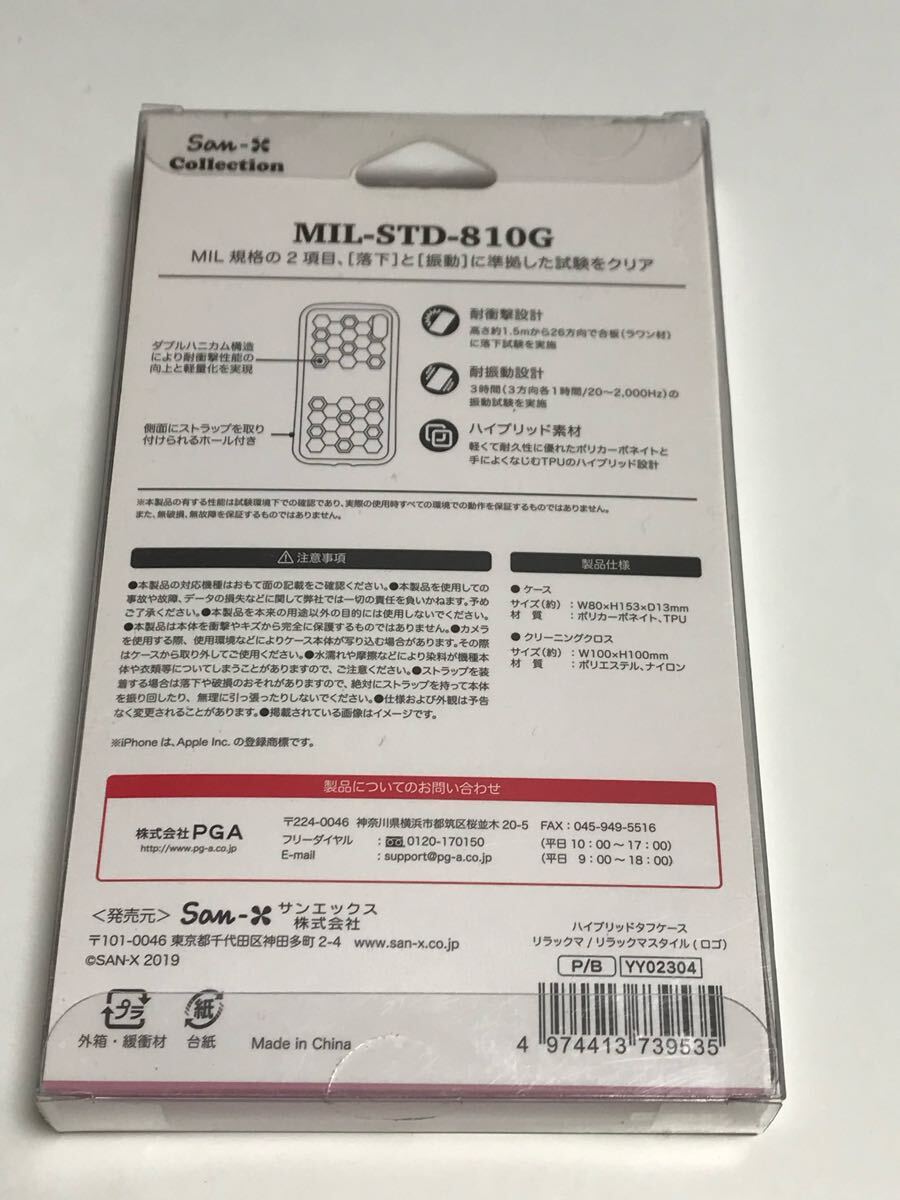 San-X
Collection
MIL-STD-810G
MIL 規格の2項目、[落下]と[振動]に準拠した試験をクリア
ダブルハニカム構造
により耐衝撃性能の
向上と軽量化を実現
側面にストラップを取り
付けられるホール付き
耐衝撃設計
高さ約1.5mから26方向で合板(ラワン材)
に落下試験を実施
耐振動設計
3時間(3方向各1時間/20～2,000Hz)の
振動試験を実施
ハイブリッド素材
軽くて耐久性に優れたポリカーボネイトと
手によくなじむTPUのハイブリッド設計
※本製品の有する性能は試験環境下での確認であり、実際の使用時すべての環境での動作を保証するものではありません。
また、無破損、無故障を保証するものではありません。
注意事項
●本製品の対応機種はおもて面の記載をご確認ください。●本製品を使用しての
事故や故障、データの損失などに関して弊社では一切の責任を負いかねます。予め
ご了承ください。●本製品を本来の用途以外の目的には使用しないでください。
●本製品は本体を衝撃やキズから完全に保護するものではありません。●カメラ
を使用する際、使用環境などによりケース本体が写り込む場合があります。その際
はケースから取り外してご使用ください。●水濡れや摩擦などにより染料が機種本
体や衣類等についてしまうことがありますので、ご注意ください。●ストラップを装
着する場合は落下や破損のおそれがありますので、絶対にストラップを持って本体
を振り回したり、無理に引っ張ったりしないでください。●仕様および外観は予告
なく変更されることがあります。●掲載されている画像はイメージです。
※iPhoneは、Apple Inc. の登録商標です。
製品仕様
● ケース
サイズ(約) ：W80×H153×D13mm
材　質 ：ポリカーボネイト、TPU
● クリーニングクロス
サイズ(約) ：W100×H100mm
材　質 ：ポリエステル、ナイロン
製品についてのお問い合わせ
株式会社PGA
http://www.pg-a.co.jp
〒224-0046 神奈川県横浜市都筑区桜並木 20-5 FAX：045-949-5516
フリーダイヤル ：0120-170150 (平日 10：00～17：00)
E-mail ：support@pg-a.co.jp (平日 9：00～18：00)
＜発売元＞ San-X サンエックス
株式会社
〒101-0046 東京都千代田区神田多町 2-4 www.san-x.co.jp
©SAN-X 2019
ハイブリッドタフケース
リラックマ / リラックマスタイル ( ロゴ )
P/B YY02304
プラ
外箱・緩衝材
紙
台紙
Made in China
4 974413 739535